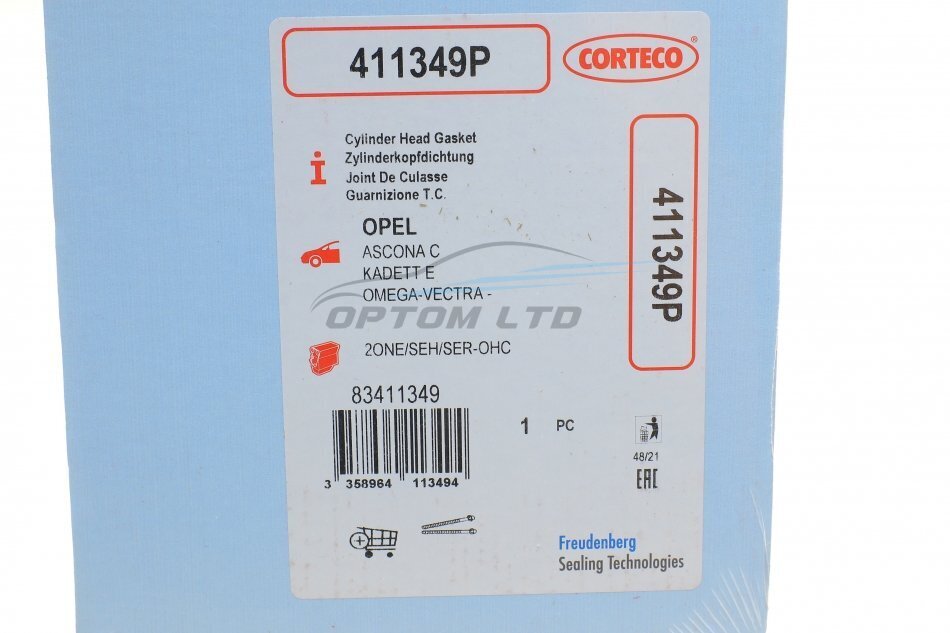 411349P
CORTECO®
Cylinder Head Gasket
Zylinderkopfdichtung
Joint De Culasse
Guarnizione T.C.
411349P
OPEL
ASCONA C
KADETT E
OMEGA-VECTRA -
OPTOM LTD
2ONE/SEH/SER-OHC
83411349
1 PC
3 358964 113494
48/21
EAC
Freudenberg
Sealing Technologies